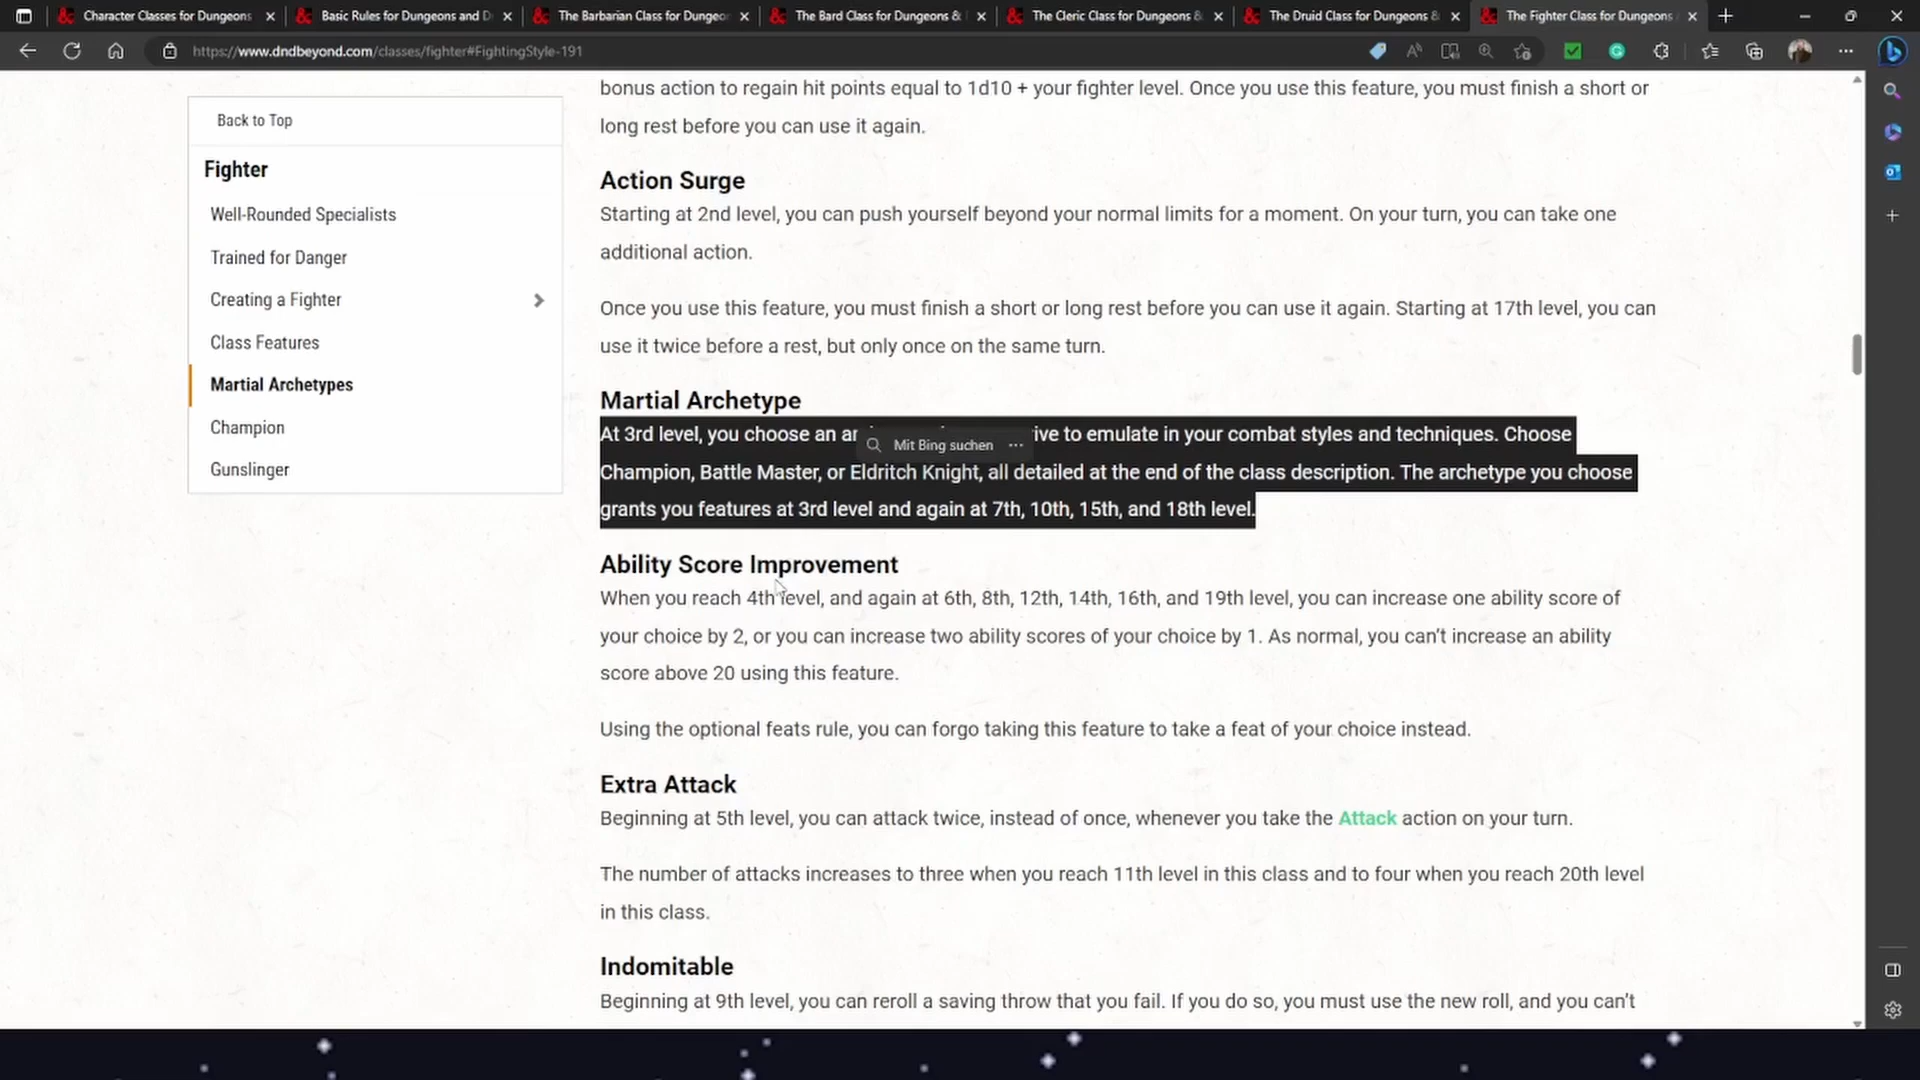 Character Classes for Dungeons
Basic Rules for Dungeons and D
The Barbarian Class for Dungeor
The Bard Class for Dungeons &
The Cleric Class for Dungeons &
The Druid Class for Dungeons &
The Fighter Class for Dungeons
https://www.dndbeyond.com/classes/fighter#FightingStyle-191
Back to Top
Fighter
Well-Rounded Specialists
Trained for Danger
Creating a Fighter
Class Features
Martial Archetypes
Champion
Gunslinger
bonus action to regain hit points equal to 1d10 + your fighter level. Once you use this feature, you must finish a short or
long rest before you can use it again.
Action Surge
Starting at 2nd level, you can push yourself beyond your normal limits for a moment. On your turn, you can take one
additional action.
Once you use this feature, you must finish a short or long rest before you can use it again. Starting at 17th level, you can
use it twice before a rest, but only once on the same turn.
Martial Archetype
At 3rd level, you choose an ar ive to emulate in your combat styles and techniques. Choose
Mit Bing suchen ...
Champion, Battle Master, or Eldritch Knight, all detailed at the end of the class description. The archetype you choose
grants you features at 3rd level and again at 7th, 10th, 15th, and 18th level.
Ability Score Improvement
When you reach 4th level, and again at 6th, 8th, 12th, 14th, 16th, and 19th level, you can increase one ability score of
your choice by 2, or you can increase two ability scores of your choice by 1. As normal, you can't increase an ability
score above 20 using this feature.
Using the optional feats rule, you can forgo taking this feature to take a feat of your choice instead.
Extra Attack
Beginning at 5th level, you can attack twice, instead of once, whenever you take the Attack action on your turn.
The number of attacks increases to three when you reach 11th level in this class and to four when you reach 20th level
in this class.
Indomitable
Beginning at 9th level, you can reroll a saving throw that you fail. If you do so, you must use the new roll, and you can't